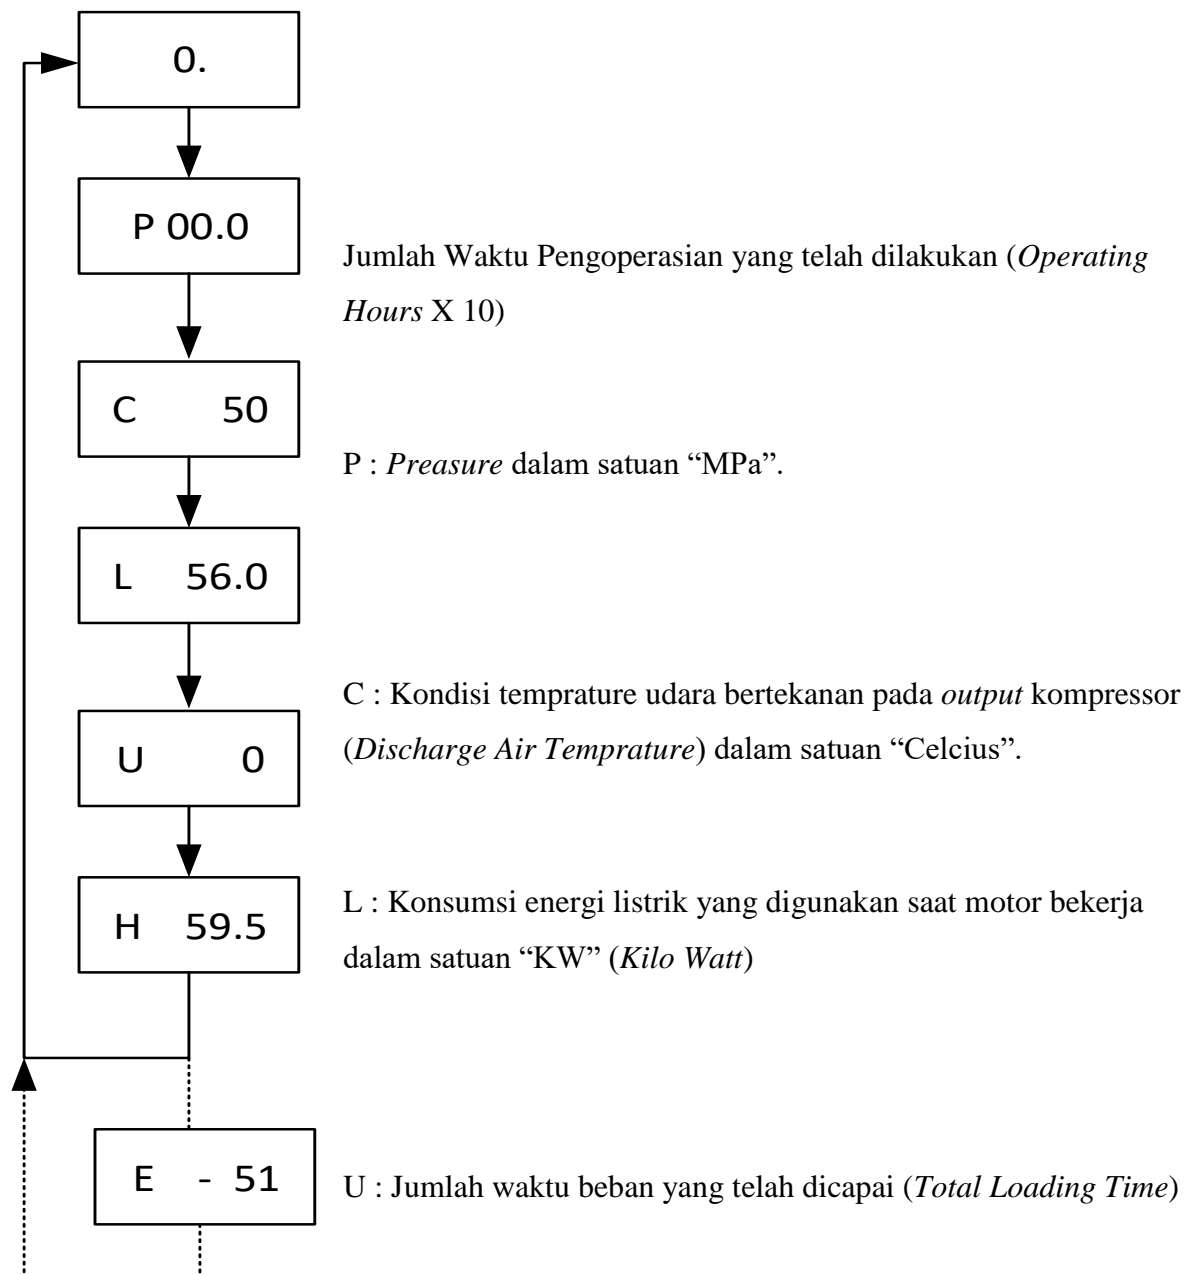 0.
P 00.0
Jumlah Waktu Pengoperasian yang telah dilakukan (Operating
Hours X 10)
C 50
P : Preasure dalam satuan “MPa”.
L 56.0
C : Kondisi temprature udara bertekanan pada output kompressor
(Discharge Air Temprature) dalam satuan “Celcius”.
U 0
L : Konsumsi energi listrik yang digunakan saat motor bekerja
dalam satuan “KW” (Kilo Watt)
H 59.5
E - 51
U : Jumlah waktu beban yang telah dicapai (Total Loading Time)